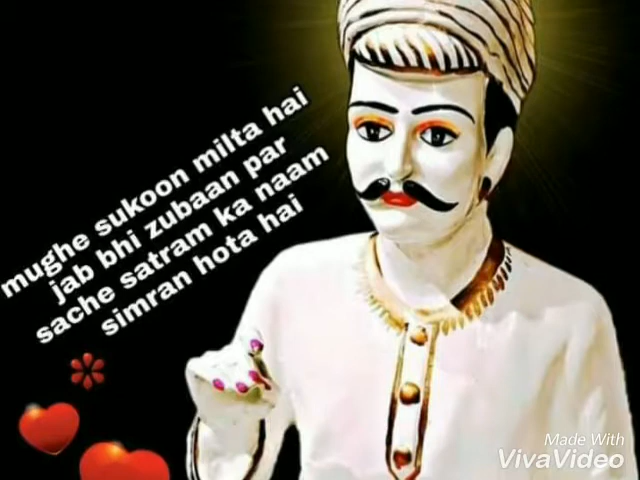 mughe sukoon milta hai
jab bhi zubaan par
sache satram ka naam
simran hota hai
Made With
VivaVideo